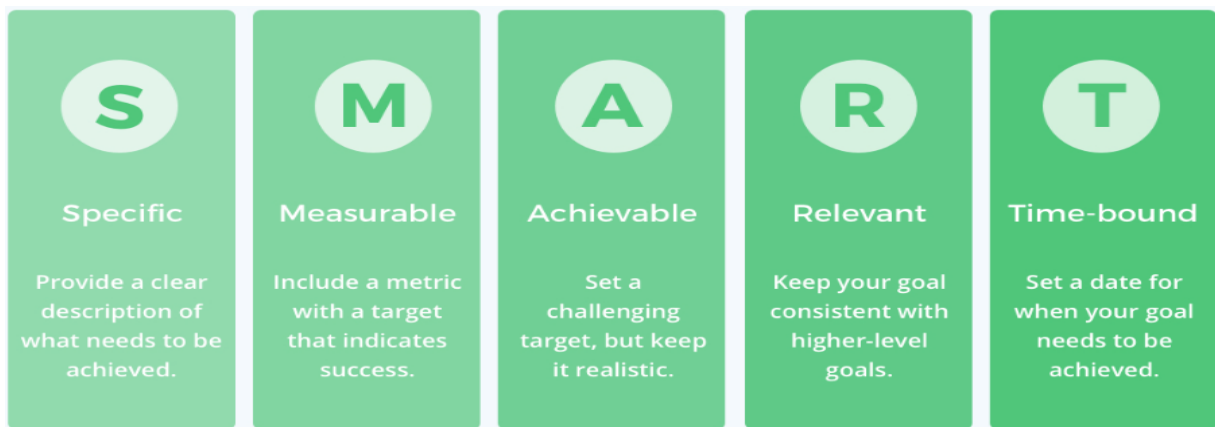 S
Specific
Provide a clear
description of
what needs to be
achieved.
M
Measurable
Include a metric
with a target
that indicates
success.
A
Achievable
Set a
challenging
target, but keep
it realistic.
R
Relevant
Keep your goal
consistent with
higher-level
goals.
T
Time-bound
Set a date for
when your goal
needs to be
achieved.